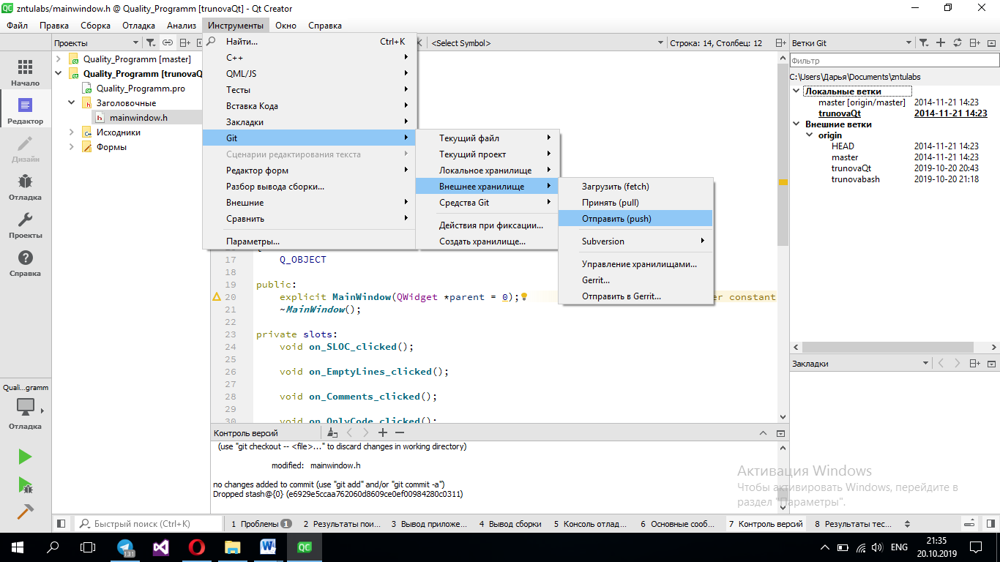 zntulabs/mainwindow.h @ Quality_Programm [trunovaQt] - Qt Creator
Файл Правка Сборка Отладка Анализ Инструменты Окно Справка
Проекты
<Select Symbol>
Строка: 14, Столбец: 12
Ветки Git
Начало
Редактор
Дизайн
Отладка
Проекты
Справка
Quali...gramm
Отладка
Quality_Programm [master]
Quality_Programm [trunovaQ
Quality_Programm.pro
Заголовочные
mainwindow.h
Исходники
Формы
Найти... Ctrl+K
C++
QML/JS
Тесты
Вставка Кода
Закладки
Git
Сценарии редактирования текста
Редактор форм
Разбор вывода сборки...
Внешние
Сравнить
Параметры...
Текущий файл
Текущий проект
Локальное хранилище
Внешнее хранилище
Средства Git
Действия при фиксации...
Создать хранилище...
Загрузить (fetch)
Принять (pull)
Отправить (push)
Subversion
Управление хранилищами...
Gerrit...
Отправить в Gerrit...
17 Q_OBJECT
18
19 public:
20 explicit MainWindow(QWidget *parent = 0); er constant
21 ~MainWindow();
22
23 private slots:
24 void on_SLOC_clicked();
25
26 void on_EmptyLines_clicked();
27
28 void on_Comments_clicked();
29
30 void on_OnlyCode_clicked();
Фильтр
C:\Users\Дарья\Documents\zntulabs
Локальные ветки
master [origin/master] 2014-11-21 14:23
trunovaQt 2014-11-21 14:23
Внешние ветки
origin
HEAD 2014-11-21 14:23
master 2014-11-21 14:23
trunovaQt 2019-10-20 20:43
trunovabash 2019-10-20 21:18
Закладки
Контроль версий
(use "git checkout -- <file>..." to discard changes in working directory)
modified: mainwindow.h
no changes added to commit (use "git add" and/or "git commit -a")
Dropped stash@{0} (e6929e5ccaa762060d8609ce0ef00984280c0311)
Активация Windows
Чтобы активировать Windows, перейдите в
раздел "Параметры".
Быстрый поиск (Ctrl+K)
1 Проблемы 1 2 Результаты пои... 3 Вывод приложе... 4 Вывод сборки 5 Консоль отлад... 6 Основные сооб... 7 Контроль версий 8 Результаты тес...
131
QC
ENG
21:35
20.10.2019